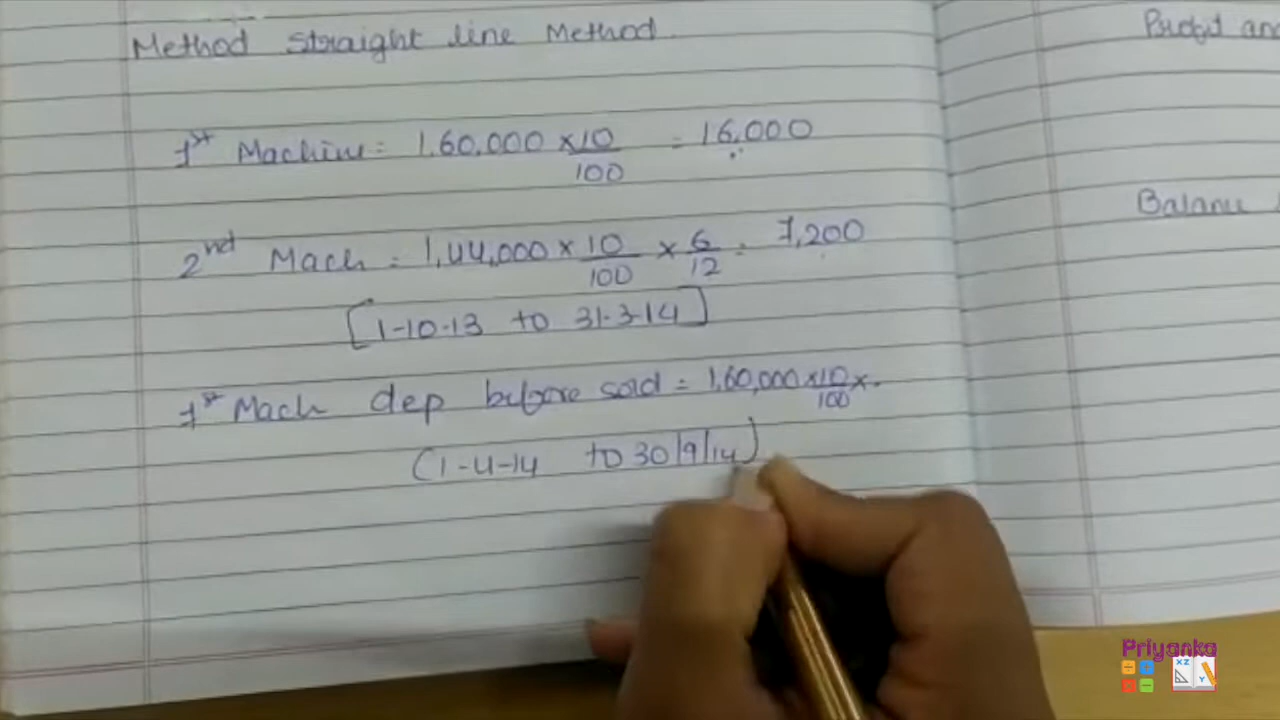 Method Straight line Method
1st Machine = 1,60,000 × 10/100 = 16,000
2nd Mach = 1,44,000 × 10/100 × 6/12 = 7,200
[1-10-13 to 31-3-14]
1st Mach dep before sold = 1,60,000 × 10/100 ×
(1-4-14 to 30/9/14)
Profit
Balance
Priyanka